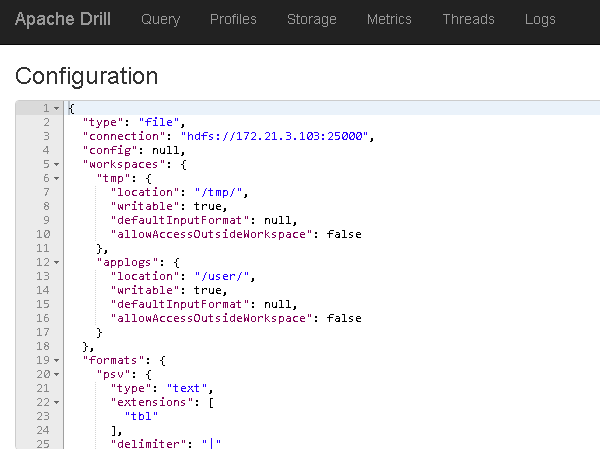 Apache Drill Query Profiles Storage Metrics Threads Logs
Configuration
1 {
2 "type": "file",
3 "connection": "hdfs://172.21.3.103:25000",
4 "config": null,
5 "workspaces": {
6 "tmp": {
7 "location": "/tmp/",
8 "writable": true,
9 "defaultInputFormat": null,
10 "allowAccessOutsideWorkspace": false
11 },
12 "applogs": {
13 "location": "/user/",
14 "writable": true,
15 "defaultInputFormat": null,
16 "allowAccessOutsideWorkspace": false
17 }
18 },
19 "formats": {
20 "psv": {
21 "type": "text",
22 "extensions": [
23 "tbl"
24 ],
25 "delimiter": "|"